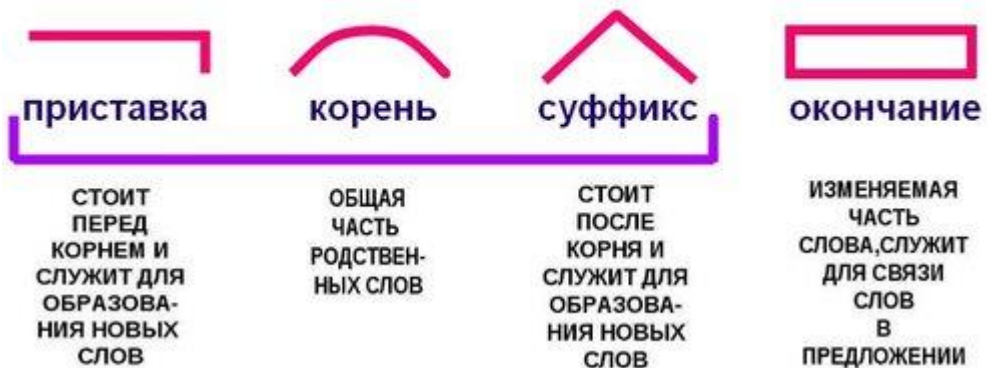 приставка
корень
суффикс
окончание
СТОИТ
ПЕРЕД
КОРНЕМ И
СЛУЖИТ ДЛЯ
ОБРАЗОВА-
НИЯ НОВЫХ
СЛОВ
ОБЩАЯ
ЧАСТЬ
РОДСТВЕН-
НЫХ СЛОВ
СТОИТ
ПОСЛЕ
КОРНЯ И
СЛУЖИТ ДЛЯ
ОБРАЗОВА-
НИЯ НОВЫХ
СЛОВ
ИЗМЕНЯЕМАЯ
ЧАСТЬ
СЛОВА,СЛУЖИТ
ДЛЯ СВЯЗИ
СЛОВ
В
ПРЕДЛОЖЕНИИ